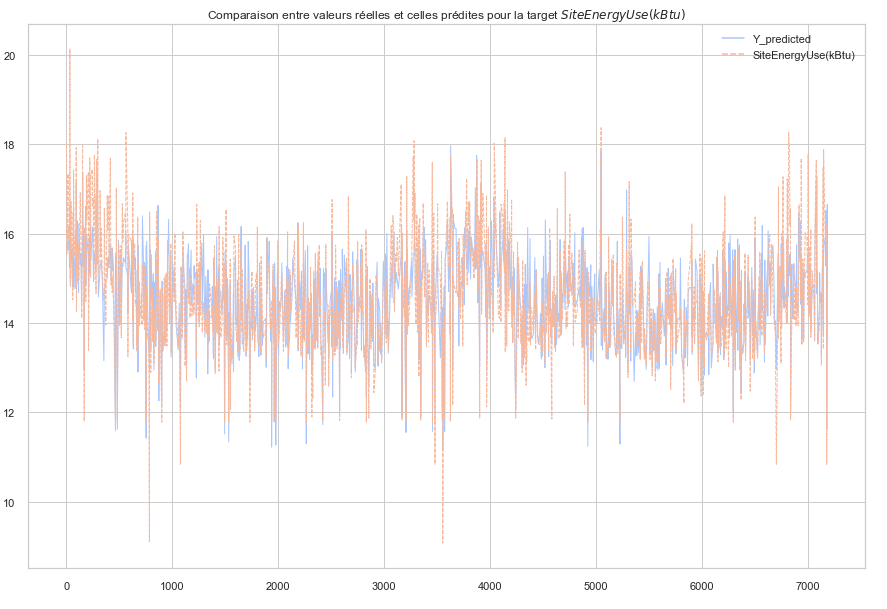 Comparaison entre valeurs réelles et celles prédites pour la target SiteEnergyUse(kBtu)
Y_predicted
SiteEnergyUse(kBtu)
20
18
16
14
12
10
0 1000 2000 3000 4000 5000 6000 7000